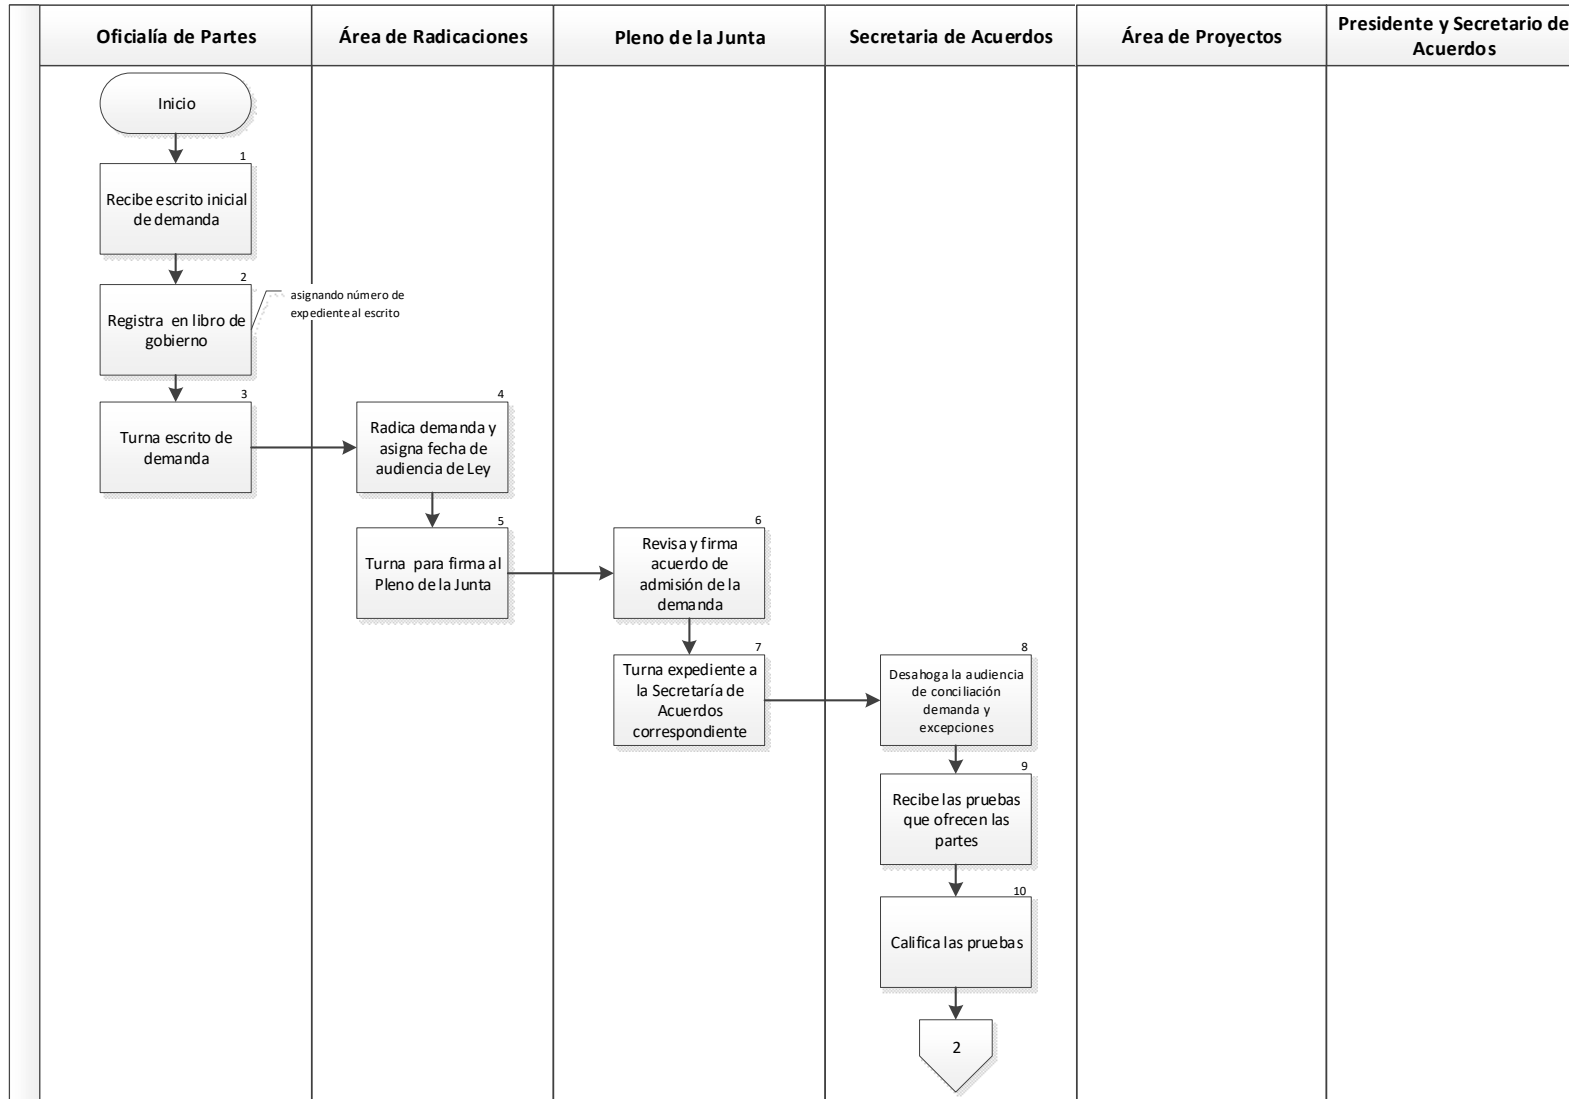 Oficialía de Partes
Área de Radicaciones
Pleno de la Junta
Secretaria de Acuerdos
Área de Proyectos
Presidente y Secretario de
Acuerdos
Inicio
1
Recibe escrito inicial
de demanda
2
Registra en libro de
gobierno
asignando número de
expediente al escrito
3
Turna escrito de
demanda
4
Radica demanda y
asigna fecha de
audiencia de Ley
5
Turna para firma al
Pleno de la Junta
6
Revisa y firma
acuerdo de
admisión de la
demanda
7
Turna expediente a
la Secretaría de
Acuerdos
correspondiente
8
Desahoga la audiencia
de conciliación
demanda y
excepciones
9
Recibe las pruebas
que ofrecen las
partes
10
Califica las pruebas
2